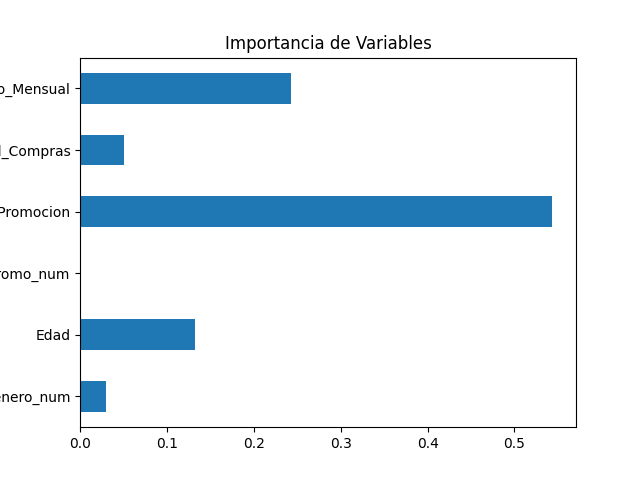 Importancia de Variables
o_Mensual
l_Compras
Promocion
romo_num
Edad
enero_num
0.0 0.1 0.2 0.3 0.4 0.5